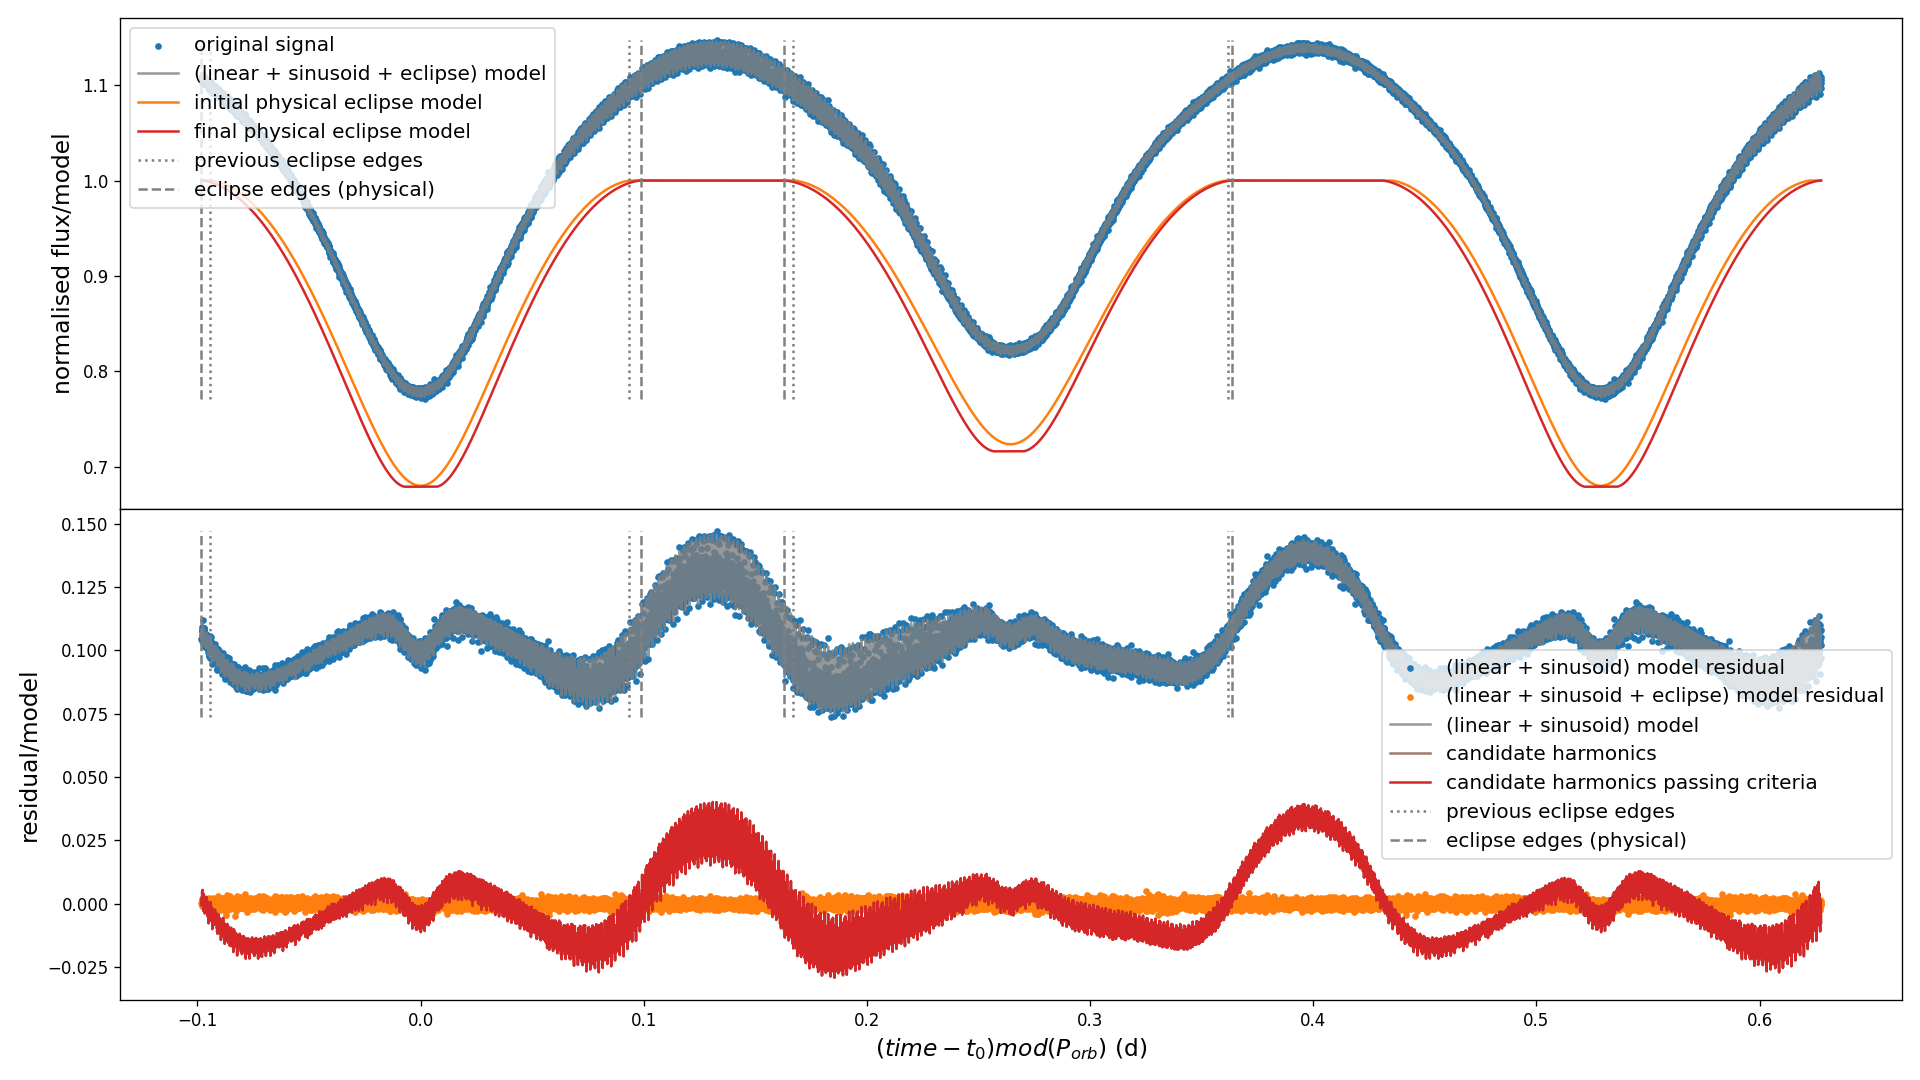 original signal
(linear + sinusoid + eclipse) model
initial physical eclipse model
final physical eclipse model
previous eclipse edges
eclipse edges (physical)
normalised flux/model
1.1
1.0
0.9
0.8
0.7
0.150
0.125
0.100
0.075
0.050
0.025
0.000
−0.025
residual/model
(linear + sinusoid) model residual
(linear + sinusoid + eclipse) model residual
(linear + sinusoid) model
candidate harmonics
candidate harmonics passing criteria
previous eclipse edges
eclipse edges (physical)
−0.1 0.0 0.1 0.2 0.3 0.4 0.5 0.6
(time − t₀)mod(P_orb) (d)